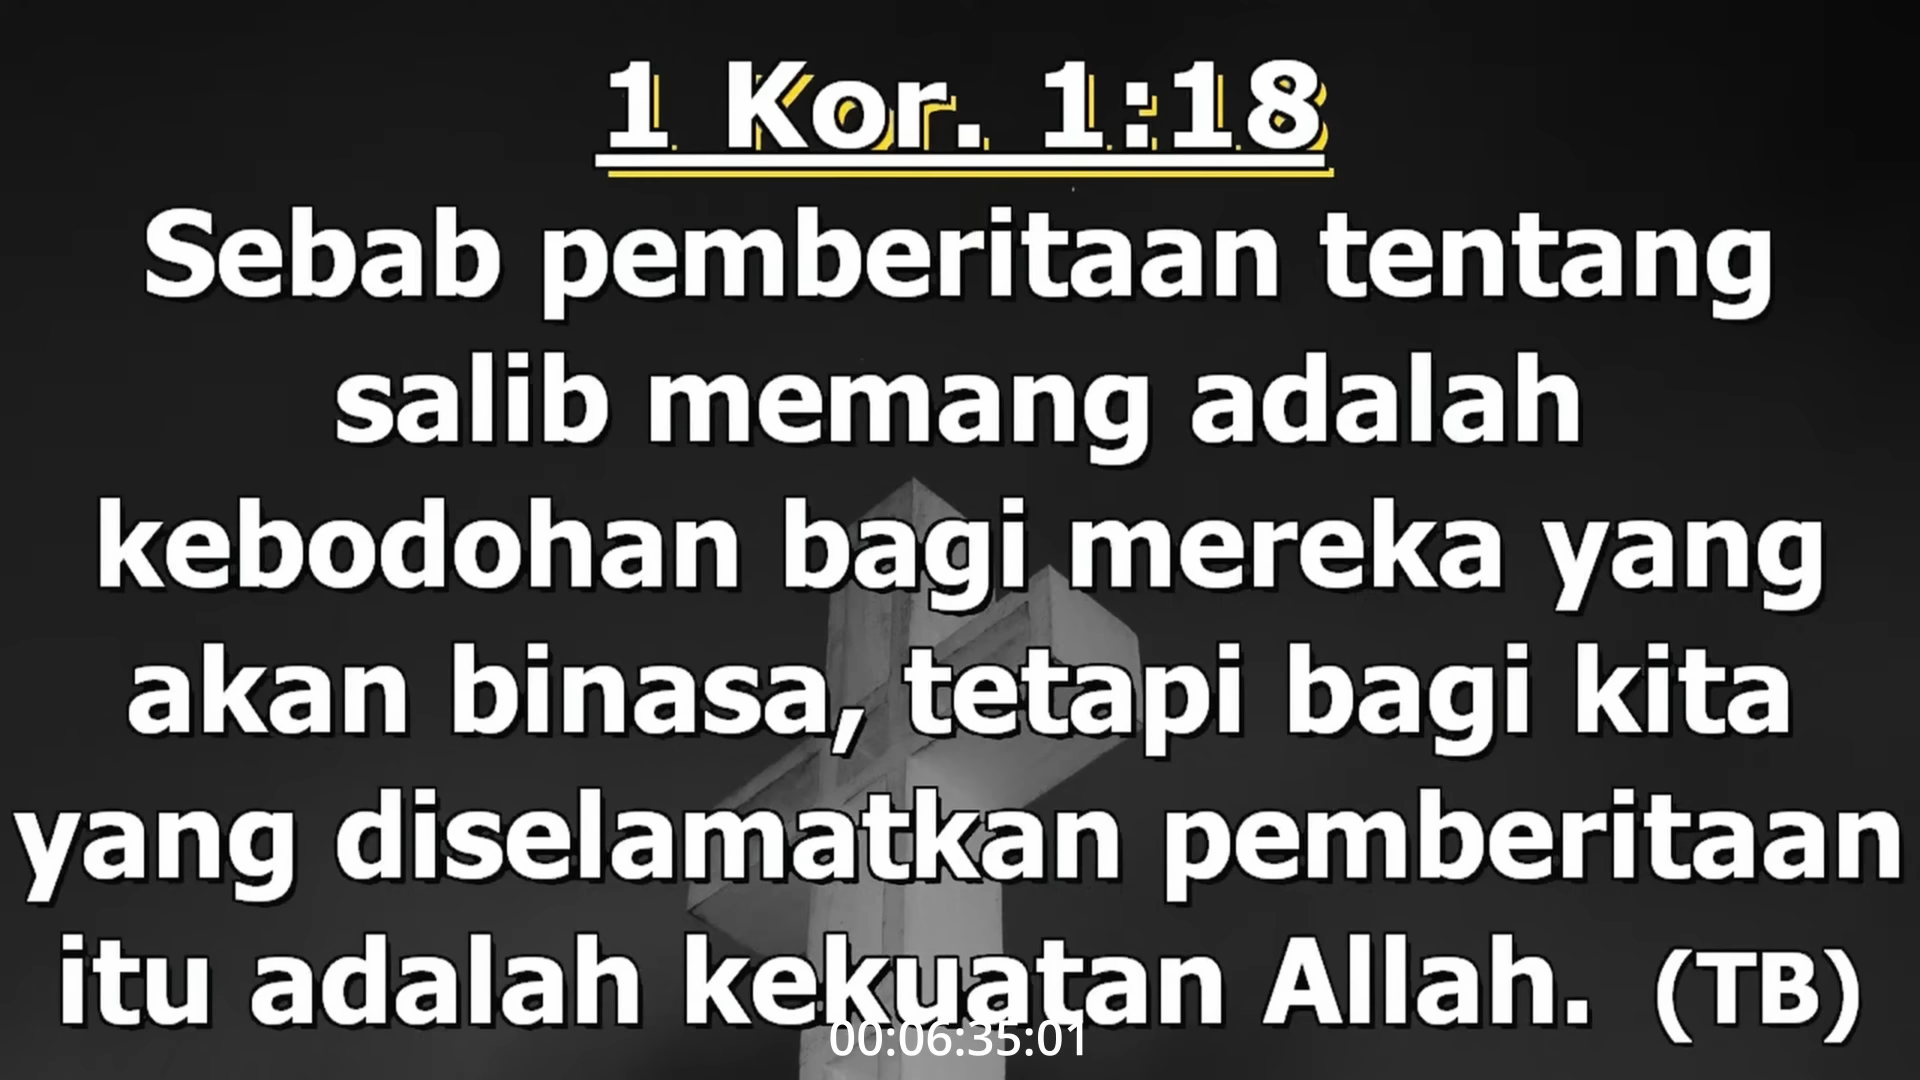 1 Kor. 1:18
Sebab pemberitaan tentang
salib memang adalah
kebodohan bagi mereka yang
akan binasa, tetapi bagi kita
yang diselamatkan pemberitaan
itu adalah kekuatan Allah. (TB)
00:06:35:01